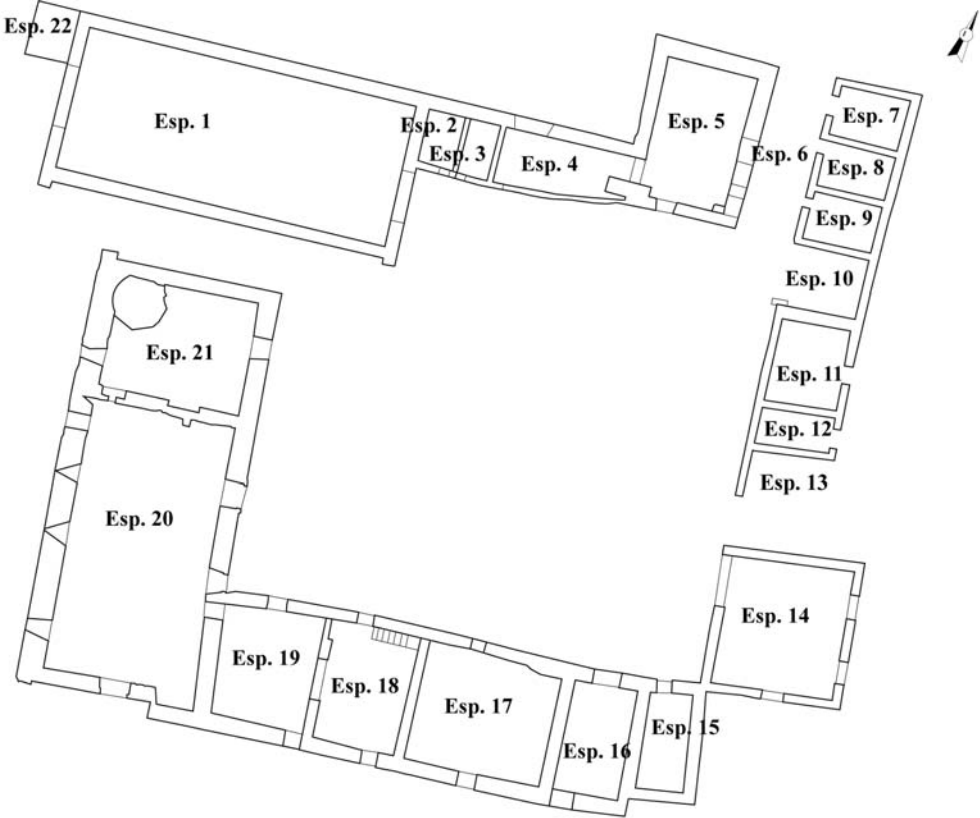 Esp. 22
Esp. 1
Esp. 2
Esp. 3
Esp. 4
Esp. 5
Esp. 6
Esp. 7
Esp. 8
Esp. 9
Esp. 10
Esp. 11
Esp. 12
Esp. 13
Esp. 14
Esp. 15
Esp. 16
Esp. 17
Esp. 18
Esp. 19
Esp. 20
Esp. 21